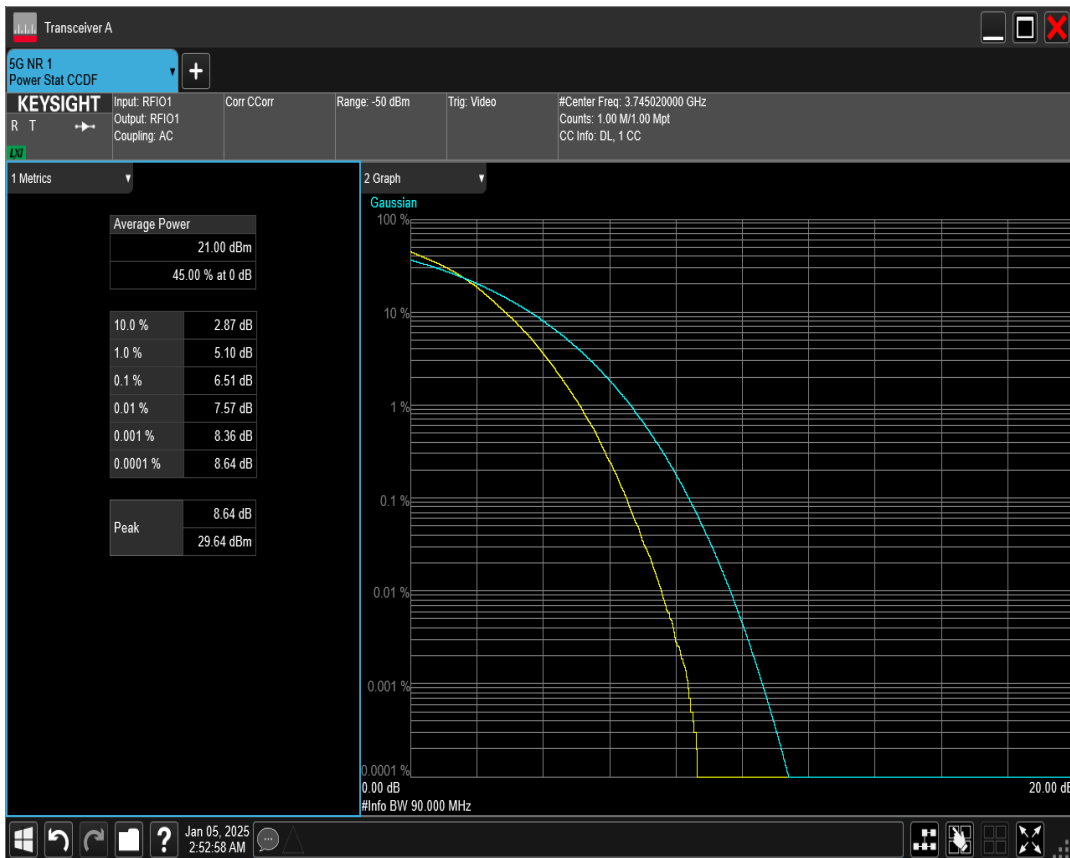 Transceiver A
5G NR 1
Power Stat CCDF
+
KEYSIGHT
R T
LXI
Input: RFIO1
Output: RFIO1
Coupling: AC
Corr CCorr
Range: -50 dBm
Trig: Video
#Center Freq: 3.745020000 GHz
Counts: 1.00 M/1.00 Mpt
CC Info: DL, 1 CC
1 Metrics
Average Power
21.00 dBm
45.00 % at 0 dB
10.0 % 2.87 dB
1.0 % 5.10 dB
0.1 % 6.51 dB
0.01 % 7.57 dB
0.001 % 8.36 dB
0.0001 % 8.64 dB
Peak 8.64 dB
29.64 dBm
2 Graph
Gaussian
100 %
10 %
1 %
0.1 %
0.01 %
0.001 %
0.0001 %
0.00 dB 20.00 dB
#Info BW 90.000 MHz
?
Jan 05, 2025
2:52:58 AM